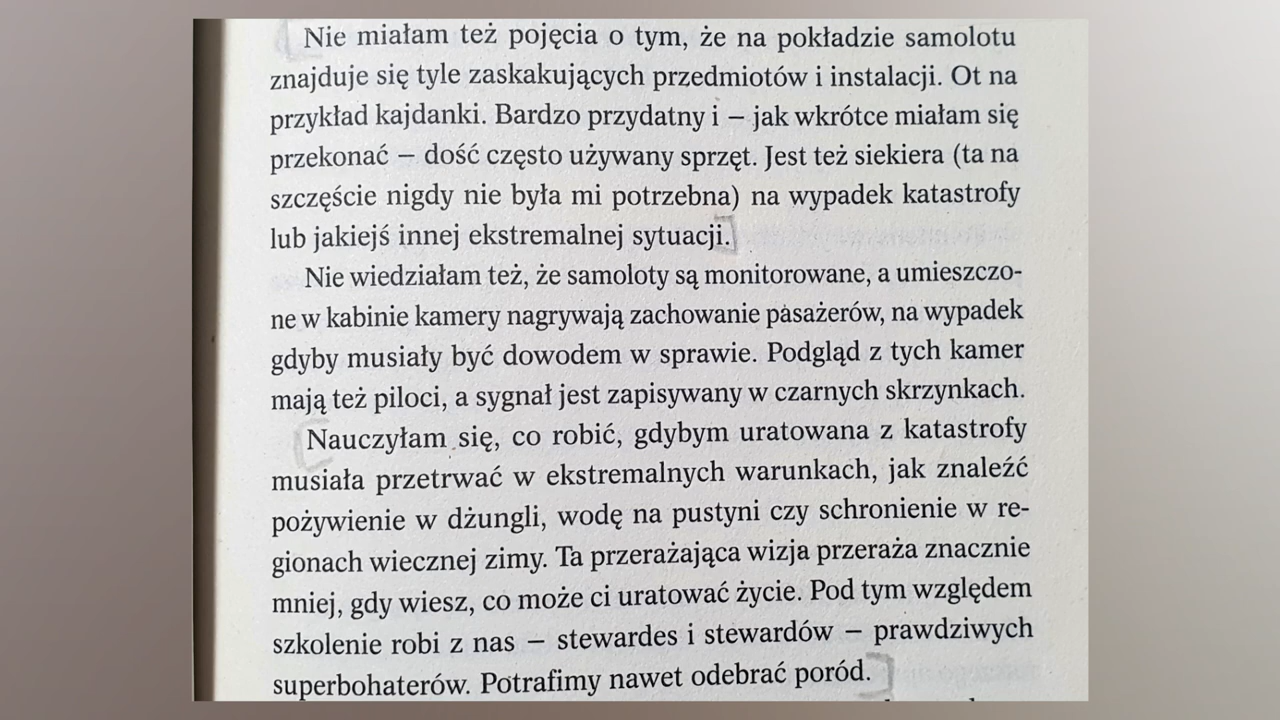 Nie miałam też pojęcia o tym, że na pokładzie samolotu
znajduje się tyle zaskakujących przedmiotów i instalacji. Ot na
przykład kajdanki. Bardzo przydatny i – jak wkrótce miałam się
przekonać – dość często używany sprzęt. Jest też siekiera (ta na
szczęście nigdy nie była mi potrzebna) na wypadek katastrofy
lub jakiejś innej ekstremalnej sytuacji.
Nie wiedziałam też, że samoloty są monitorowane, a umieszczo-
ne w kabinie kamery nagrywają zachowanie pasażerów, na wypadek
gdyby musiały być dowodem w sprawie. Podgląd z tych kamer
mają też piloci, a sygnał jest zapisywany w czarnych skrzynkach.
Nauczyłam się, co robić, gdybym uratowana z katastrofy
musiała przetrwać w ekstremalnych warunkach, jak znaleźć
pożywienie w dżungli, wodę na pustyni czy schronienie w re-
gionach wiecznej zimy. Ta przerażająca wizja przeraża znacznie
mniej, gdy wiesz, co może ci uratować życie. Pod tym względem
szkolenie robi z nas – stewardes i stewardów – prawdziwych
superbohaterów. Potrafimy nawet odebrać poród.